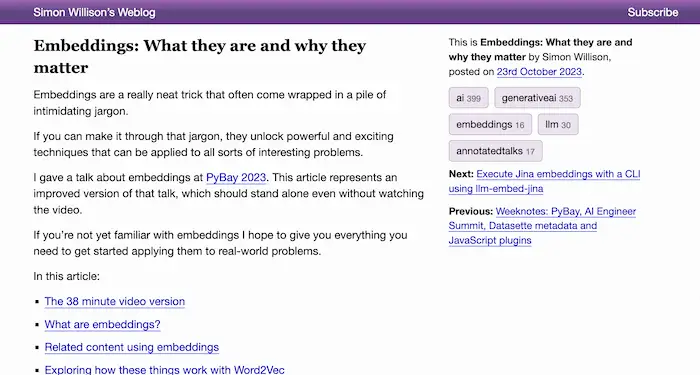 Simon Willison's Weblog
Subscribe
Embeddings: What they are and why they
matter
Embeddings are a really neat trick that often come wrapped in a pile of
intimidating jargon.
If you can make it through that jargon, they unlock powerful and exciting
techniques that can be applied to all sorts of interesting problems.
I gave a talk about embeddings at PyBay 2023. This article represents an
improved version of that talk, which should stand alone even without watching
the video.
If you're not yet familiar with embeddings I hope to give you everything you
need to get started applying them to real-world problems.
In this article:
The 38 minute video version
What are embeddings?
Related content using embeddings
Exploring how these things work with Word2Vec
This is Embeddings: What they are and
why they matter by Simon Willison,
posted on 23rd October 2023.
ai 399
generativeai 353
embeddings 16
llm 30
annotatedtalks 17
Next: Execute Jina embeddings with a CLI
using llm-embed-jina
Previous: Weeknotes: PyBay, AI Engineer
Summit, Datasette metadata and
JavaScript plugins